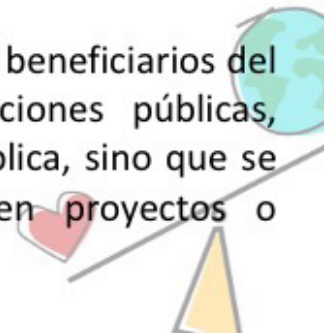 beneficiarios del
ciones públicas,
blica, sino que se
en proyectos o